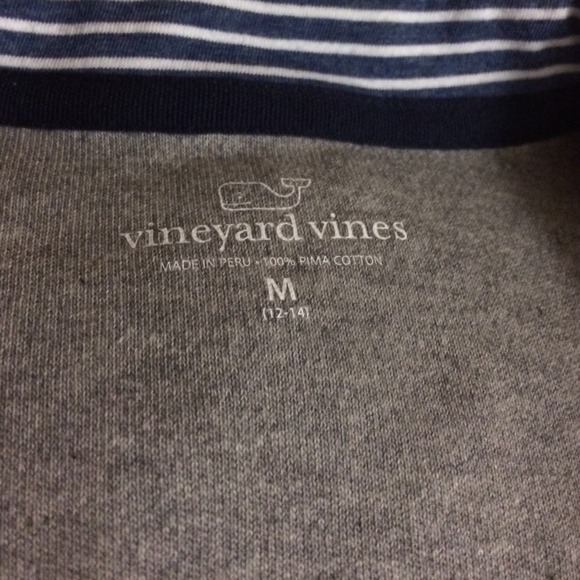 vineyard vines
MADE IN PERU • 100% PIMA COTTON
M
(12-14)